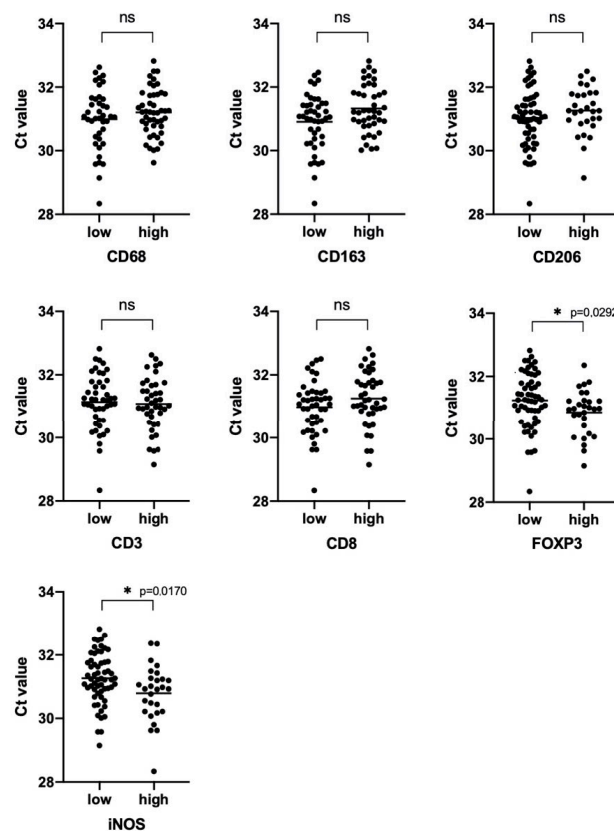 ns
34
32
30
28
Ct value
low high
CD68
ns
34
32
30
28
Ct value
low high
CD163
ns
34
32
30
28
Ct value
low high
CD206
ns
34
31
30
28
Ct value
low high
CD3
ns
34
31
30
28
Ct value
low high
CD8
* p=0.0292
34
32
30
28
Ct value
low high
FOXP3
* p=0.0170
34
32
30
28
Ct value
low high
iNOS